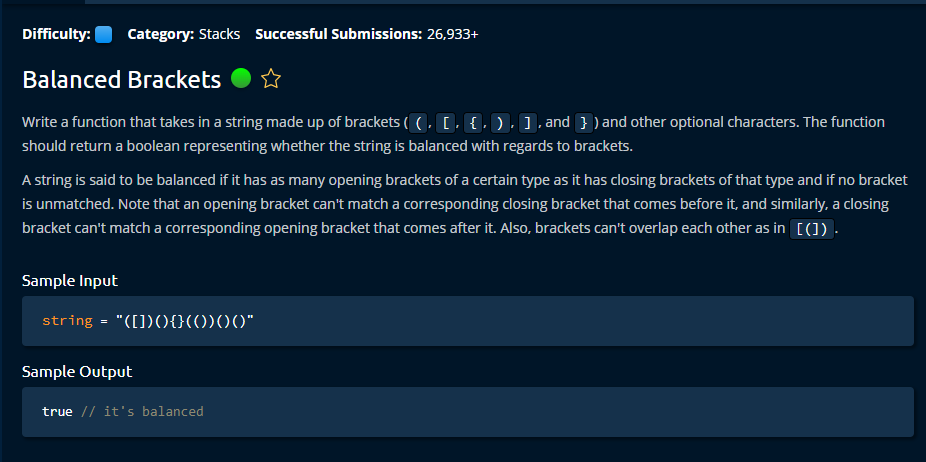 Difficulty: Category: Stacks Successful Submissions: 26,933+
Balanced Brackets
Write a function that takes in a string made up of brackets ( (, [, {, ), ], and } ) and other optional characters. The function
should return a boolean representing whether the string is balanced with regards to brackets.
A string is said to be balanced if it has as many opening brackets of a certain type as it has closing brackets of that type and if no bracket
is unmatched. Note that an opening bracket can't match a corresponding closing bracket that comes before it, and similarly, a closing
bracket can't match a corresponding opening bracket that comes after it. Also, brackets can't overlap each other as in [(]).
Sample Input
string = "([])(){}(())()()"
Sample Output
true // it's balanced